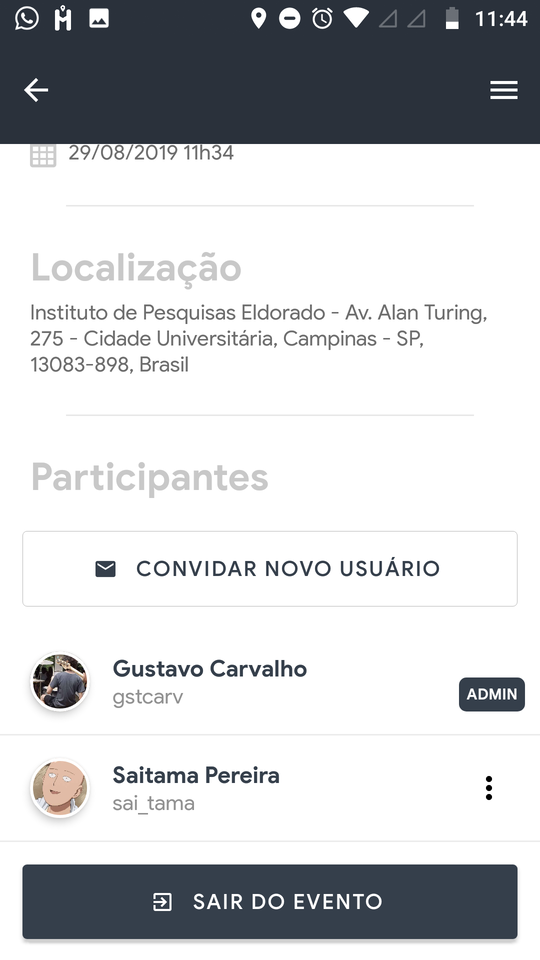 11:44
29/08/2019 11h34
Localização
Instituto de Pesquisas Eldorado - Av. Alan Turing,
275 - Cidade Universitária, Campinas - SP,
13083-898, Brasil
Participantes
CONVIDAR NOVO USUÁRIO
Gustavo Carvalho
gstcarv
ADMIN
Saitama Pereira
sai_tama
SAIR DO EVENTO